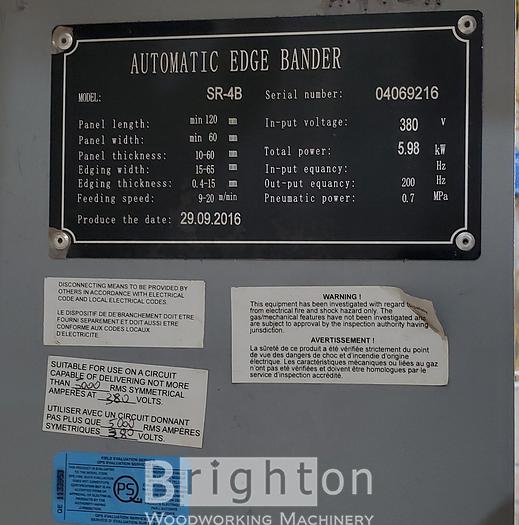 AUTOMATIC EDGE BANDER
MODEL: SR-4B Serial number: 04069216
Panel length: min 120 mm In-put voltage: 380 V
Panel width: min 60 mm
Panel thickness: 10-60 mm Total power: 5.98 kW
Edging width: 15-65 mm In-put equancy: Hz
Edging thickness: 0.4-15 mm Out-put equancy: 200 Hz
Feeding speed: 9-20 m/min Pneumatic power: 0.7 MPa
Produce the date: 29.09.2016
DISCONNECTING MEANS TO BE PROVIDED BY
OTHERS IN ACCORDANCE WITH ELECTRICAL
CODE AND LOCAL ELECTRICAL CODES.
LE DISPOSITIF DE BRANCHEMENT DOIT ETRE
FOURNI SEPAREMENT ET DOIT AUSSI ETRE
CONFORME AUX CODES LOCAUX
D'ELECTRICITE.
WARNING !
This equipment has been investigated with regard
from electrical fire and shock hazard only. The
gas/mechanical features have not been investigated
are subject to approval by the inspection authority having
jurisdiction.
AVERTISSEMENT !
La sûreté de ce produit a été vérifiée strictement du point
de vue des dangers de choc et d'incendie d'origine
électrique. Les caractéristiques mécaniques ou liées au gaz
n'ont pas été vérifiées et doivent être homologues par le
service d'inspection accrédité.
SUITABLE FOR USE ON A CIRCUIT
CAPABLE OF DELIVERING NOT MORE
THAN 5000 RMS SYMMETRICAL
AMPERES AT 380 VOLTS.
UTILISER AVEC UN CIRCUIT DONNANT
PAS PLUS QUE 5000 RMS AMPÈRES
SYMETRIQUES 380 VOLTS.
FIELD EVALUATION SERVICE
QPS EVALUATION SERVICES
PS
Brighton
WOODWORKING MACHINERY